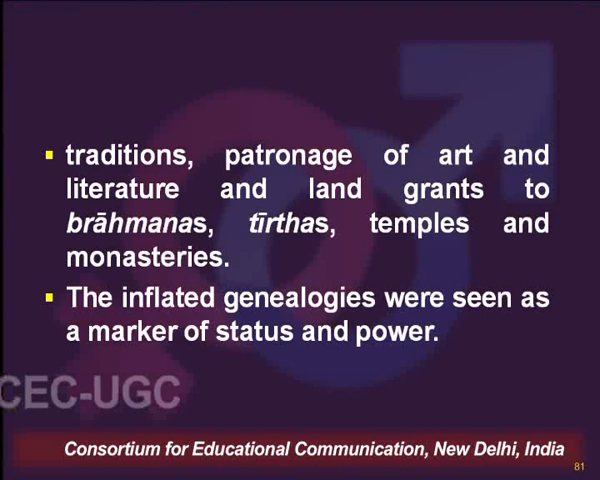 traditions, patronage of art and
literature and land grants to
brāhmanas, tīrthas, temples and
monasteries.
The inflated genealogies were seen as
a marker of status and power.
CEC-UGC
Consortium for Educational Communication, New Delhi, India
81